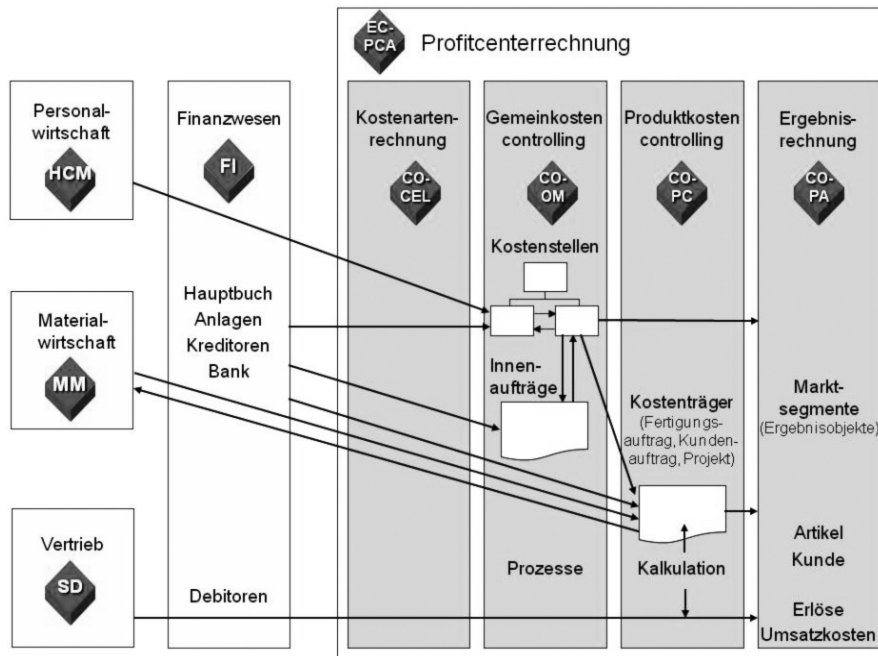 EC-
PCA
Profitcenterrechnung
Personal-
wirtschaft
HCM
Finanzwesen
FI
Kostenarten-
rechnung
CO-
CEL
Gemeinkosten
controlling
CO-
OM
Produktkosten
controlling
CO-
PC
Ergebnis-
rechnung
CO-
PA
Kostenstellen
Material-
wirtschaft
MM
Hauptbuch
Anlagen
Kreditoren
Bank
Innen-
aufträge
Kostenträger
(Fertigungs-
auftrag, Kunden-
auftrag, Projekt)
Markt-
segmente
(Ergebnisobjekte)
Vertrieb
SD
Debitoren
Prozesse
Kalkulation
Artikel
Kunde
Erlöse
Umsatzkosten